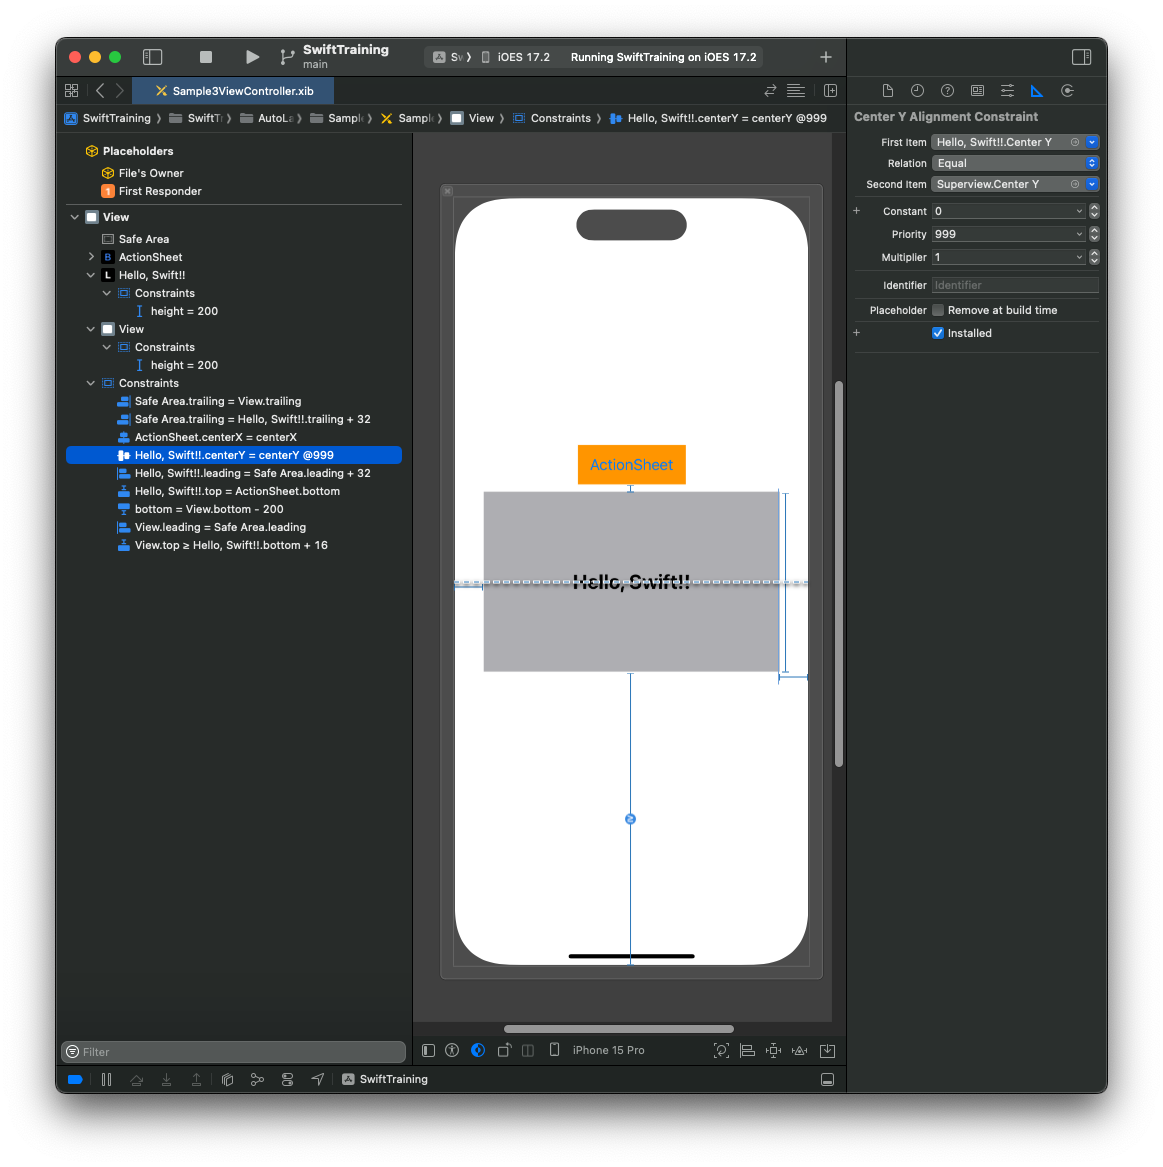 SwiftTraining
main
iOES 17.2
Running SwiftTraining on iOES 17.2
Sample3ViewController.xib
SwiftTraining
View
Constraints
Hello, Swift!!.centerY = centerY @999
Placeholders
File's Owner
1 First Responder
View
Safe Area
B ActionSheet
L Hello, Swift!!
Constraints
height = 200
View
Constraints
height = 200
Constraints
Safe Area.trailing = View.trailing
Safe Area.trailing = Hello, Swift!!.trailing + 32
ActionSheet.centerX = centerX
Hello, Swift!!.centerY = centerY @999
Hello, Swift!!.leading = Safe Area.leading + 32
Hello, Swift!!.top = ActionSheet.bottom
bottom = View.bottom - 200
View.leading = Safe Area.leading
View.top ≥ Hello, Swift!!.bottom + 16
Filter
ActionSheet
Hello, Swift!!
iPhone 15 Pro
SwiftTraining
Center Y Alignment Constraint
First Item Hello, Swift!!.Center Y
Relation Equal
Second Item Superview.Center Y
Constant 0
Priority 999
Multiplier 1
Identifier Identifier
Placeholder Remove at build time
Installed